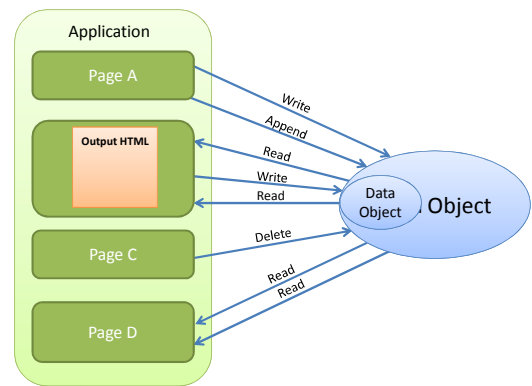 Application
Page A
Write
Append
Output HTML
Read
Write
Read
Data
Object
Object
Page C
Delete
Page D
Read
Read